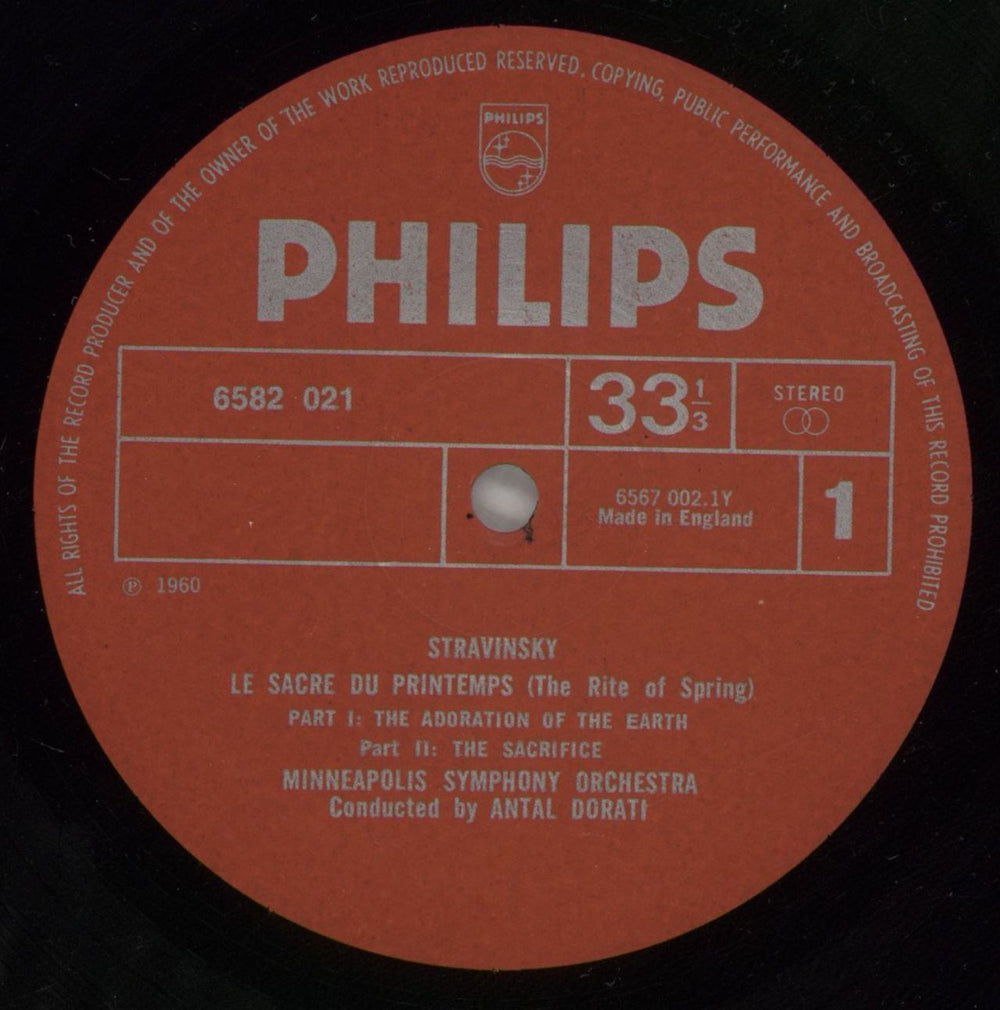 ALL RIGHTS OF THE RECORD PRODUCER AND OF THE OWNER OF THE WORK REPRODUCED RESERVED. COPYING, PUBLIC PERFORMANCE AND BROADCASTING OF THIS RECORD PROHIBITED
PHILIPS
PHILIPS
6582 021
33 1/3
STEREO
6567 002.1Y
Made in England
1
Ⓟ 1960
STRAVINSKY
LE SACRE DU PRINTEMPS (The Rite of Spring)
PART I: THE ADORATION OF THE EARTH
Part II: THE SACRIFICE
MINNEAPOLIS SYMPHONY ORCHESTRA
Conducted by ANTAL DORATI